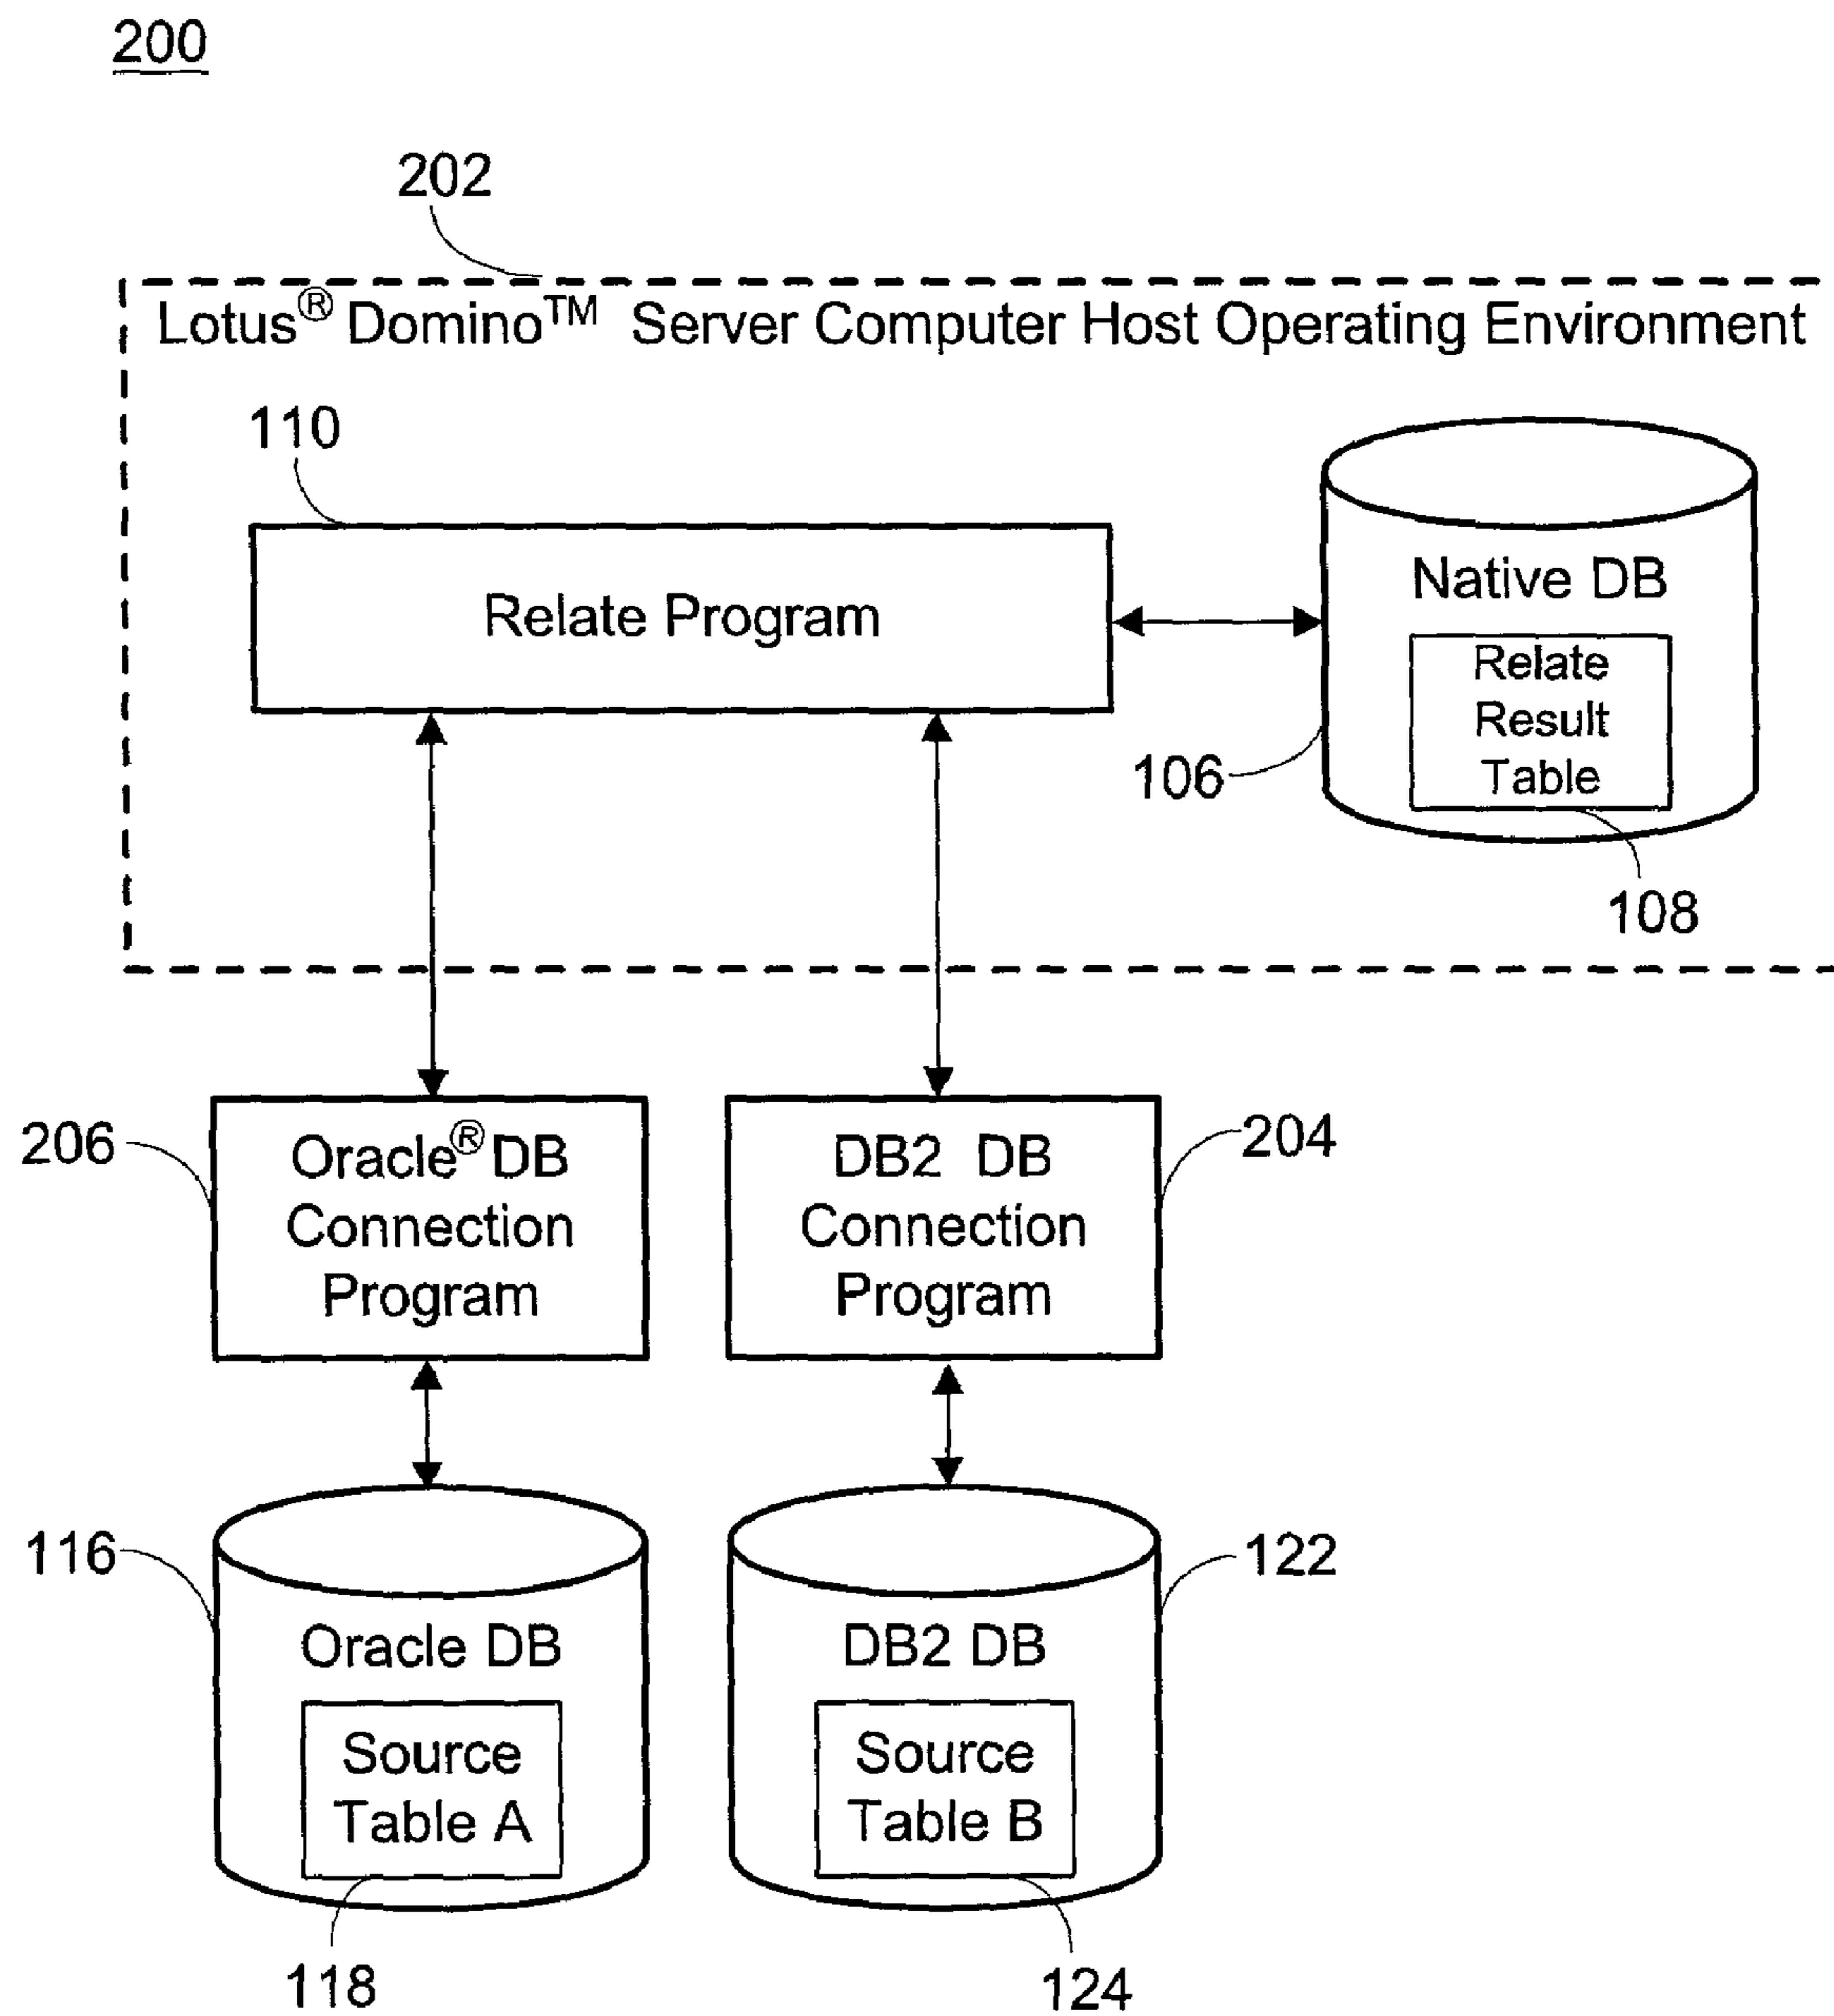 200
202
Lotus® Domino™ Server Computer Host Operating Environment
110
Relate Program
Native DB
Relate
Result
Table
106
108
206
Oracle® DB
Connection
Program
DB2 DB
Connection
Program
204
116
Oracle DB
Source
Table A
118
DB2 DB
Source
Table B
122
124